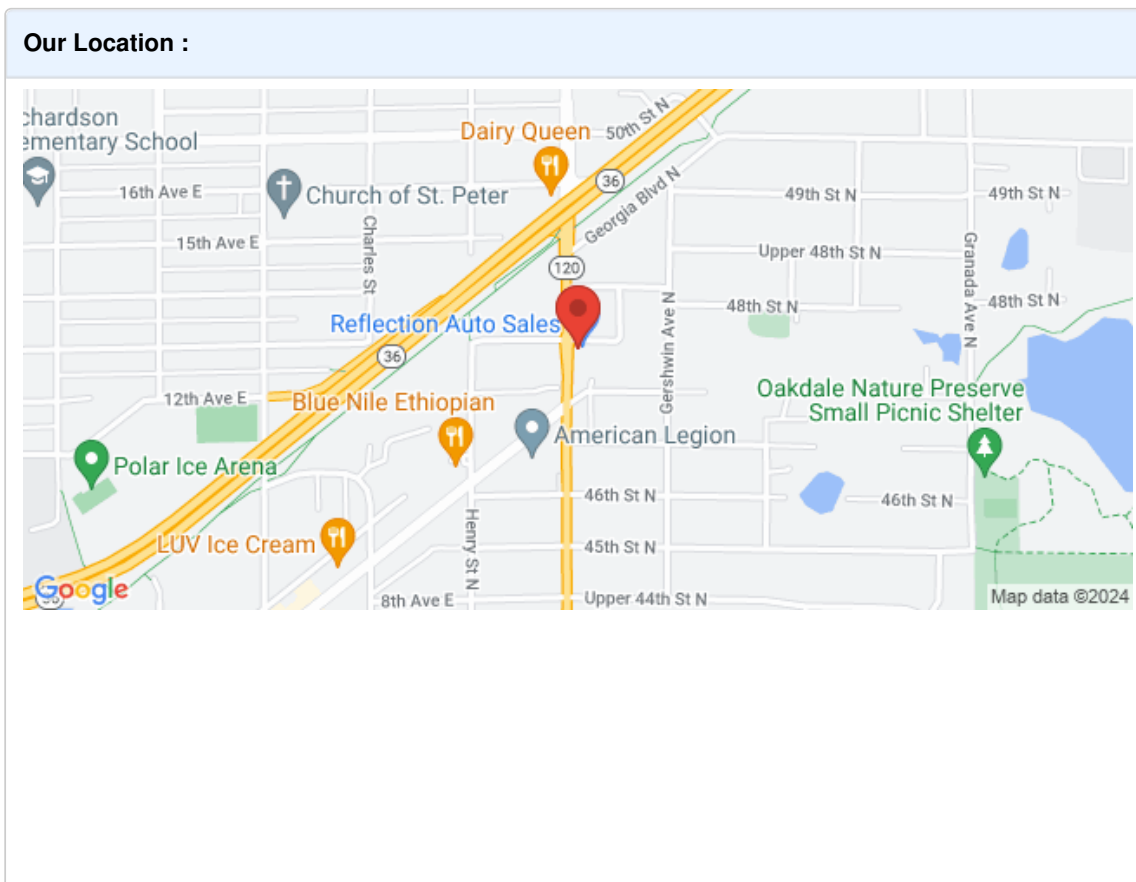 Our Location :
chardson
ementary School
Dairy Queen
50th St N
36
Georgia Blvd N
16th Ave E
Church of St. Peter
49th St N
49th St N
15th Ave E
Charles St
Upper 48th St N
Granada Ave N
120
48th St N
48th St N
Reflection Auto Sales
Gershwin Ave N
36
12th Ave E
Blue Nile Ethiopian
Oakdale Nature Preserve
Small Picnic Shelter
American Legion
Polar Ice Arena
46th St N
46th St N
Henry St N
LUV Ice Cream
45th St N
8th Ave E
Upper 44th St N
Google
Map data ©2024